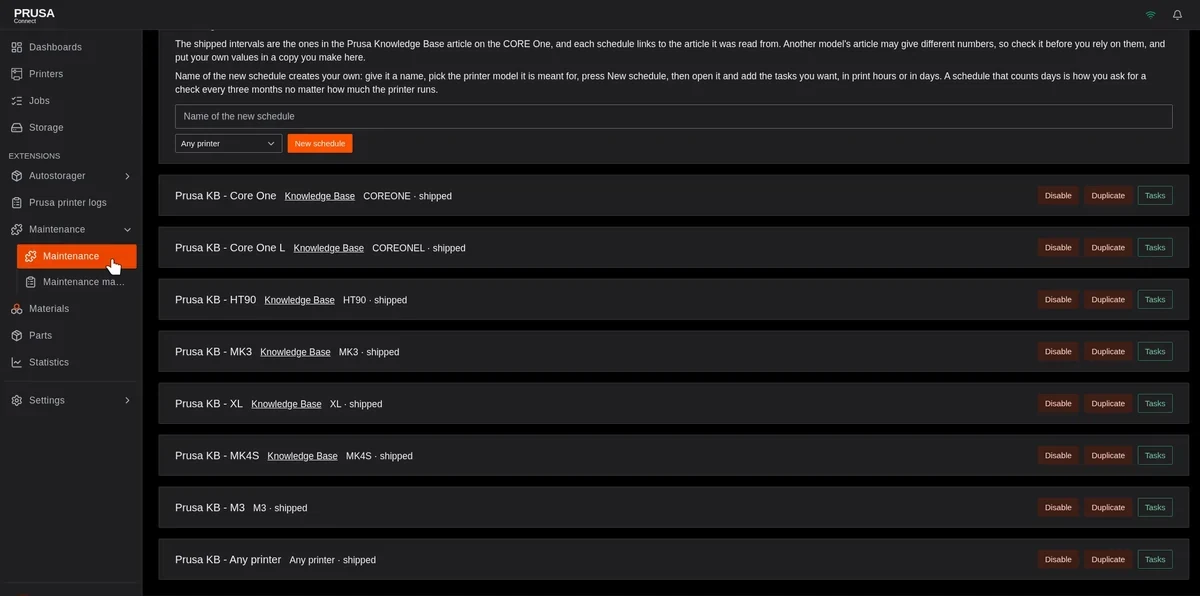 PRUSA
Connect
Dashboards
Printers
Jobs
Storage
EXTENSIONS
Autostorager
Prusa printer logs
Maintenance
Maintenance
Maintenance ma...
Materials
Parts
Statistics
Settings
The shipped intervals are the ones in the Prusa Knowledge Base article on the CORE One, and each schedule links to the article it was read from. Another model's article may give different numbers, so check it before you rely on them, and
put your own values in a copy you make here.
Name of the new schedule creates your own: give it a name, pick the printer model it is meant for, press New schedule, then open it and add the tasks you want, in print hours or in days. A schedule that counts days is how you ask for a
check every three months no matter how much the printer runs.
Name of the new schedule
Any printer New schedule
Prusa KB - Core One Knowledge Base COREONE · shipped Disable Duplicate Tasks
Prusa KB - Core One L Knowledge Base COREONEL · shipped Disable Duplicate Tasks
Prusa KB - HT90 Knowledge Base HT90 · shipped Disable Duplicate Tasks
Prusa KB - MK3 Knowledge Base MK3 · shipped Disable Duplicate Tasks
Prusa KB - XL Knowledge Base XL · shipped Disable Duplicate Tasks
Prusa KB - MK4S Knowledge Base MK4S · shipped Disable Duplicate Tasks
Prusa KB - M3 M3 · shipped Disable Duplicate Tasks
Prusa KB - Any printer Any printer · shipped Disable Duplicate Tasks